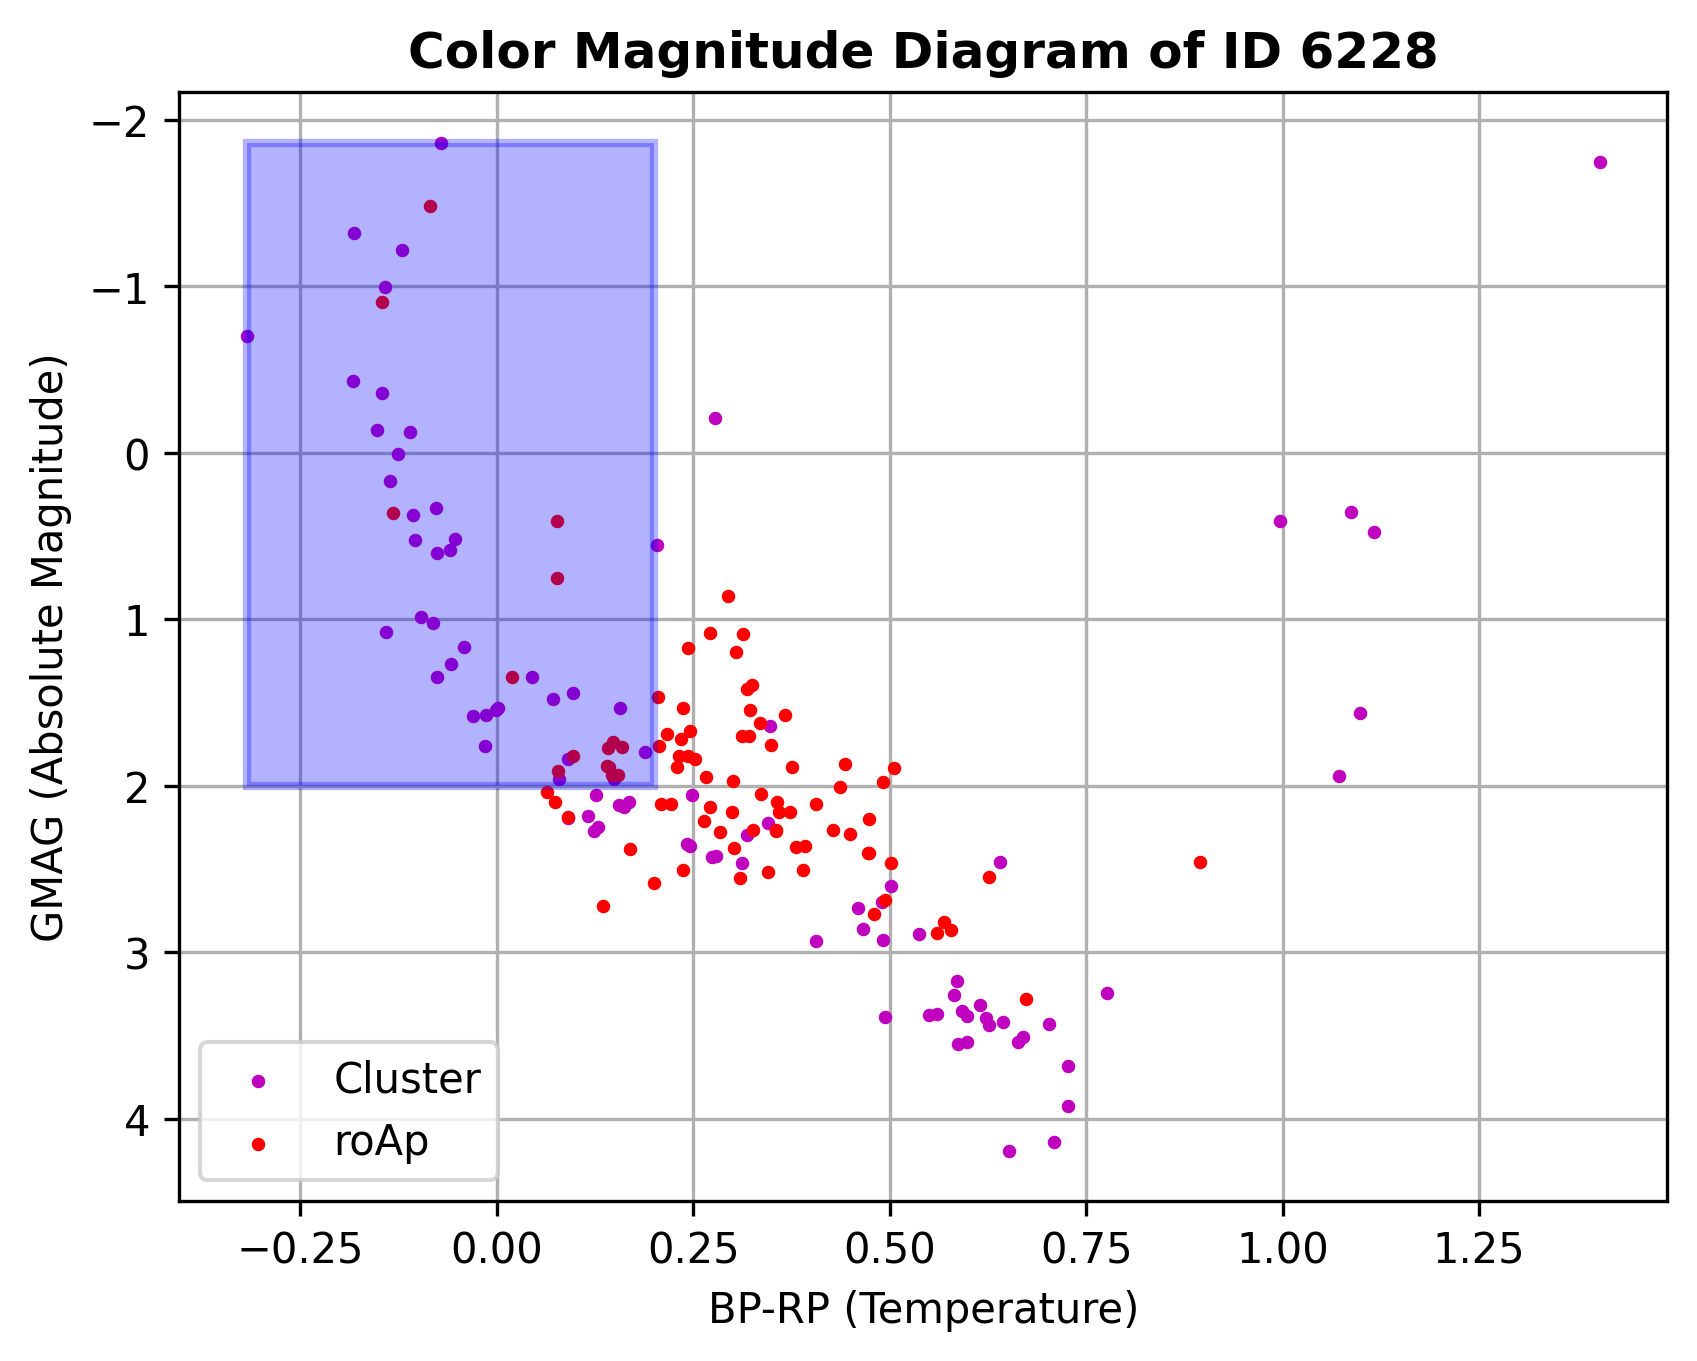 Color Magnitude Diagram of ID 6228
−2
−1
0
1
2
3
4
GMAG (Absolute Magnitude)
Cluster
roAp
−0.25 0.00 0.25 0.50 0.75 1.00 1.25
BP-RP (Temperature)